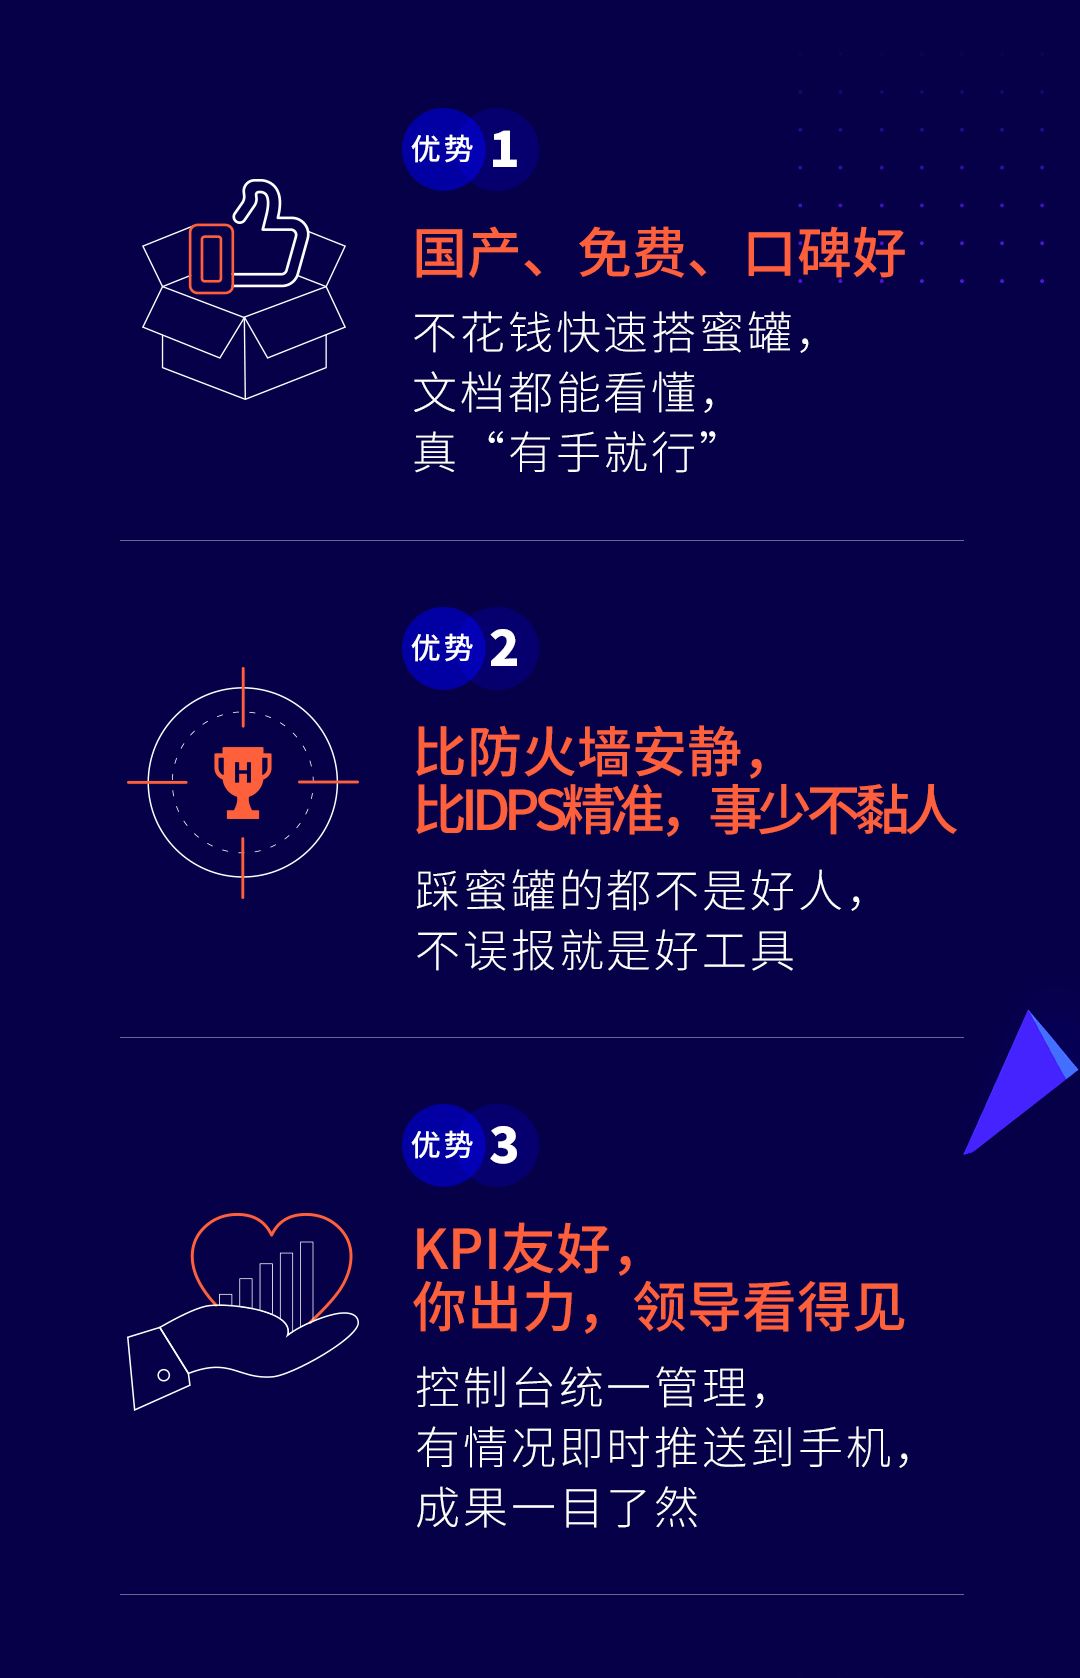 优势 1
国产、免费、口碑好
不花钱快速搭蜜罐，
文档都能看懂，
真“有手就行”
优势 2
H
比防火墙安静，
比IDPS精准，事少不黏人
踩蜜罐的都不是好人，
不误报就是好工具
优势 3
KPI友好，
你出力，领导看得见
控制台统一管理，
有情况即时推送到手机，
成果一目了然